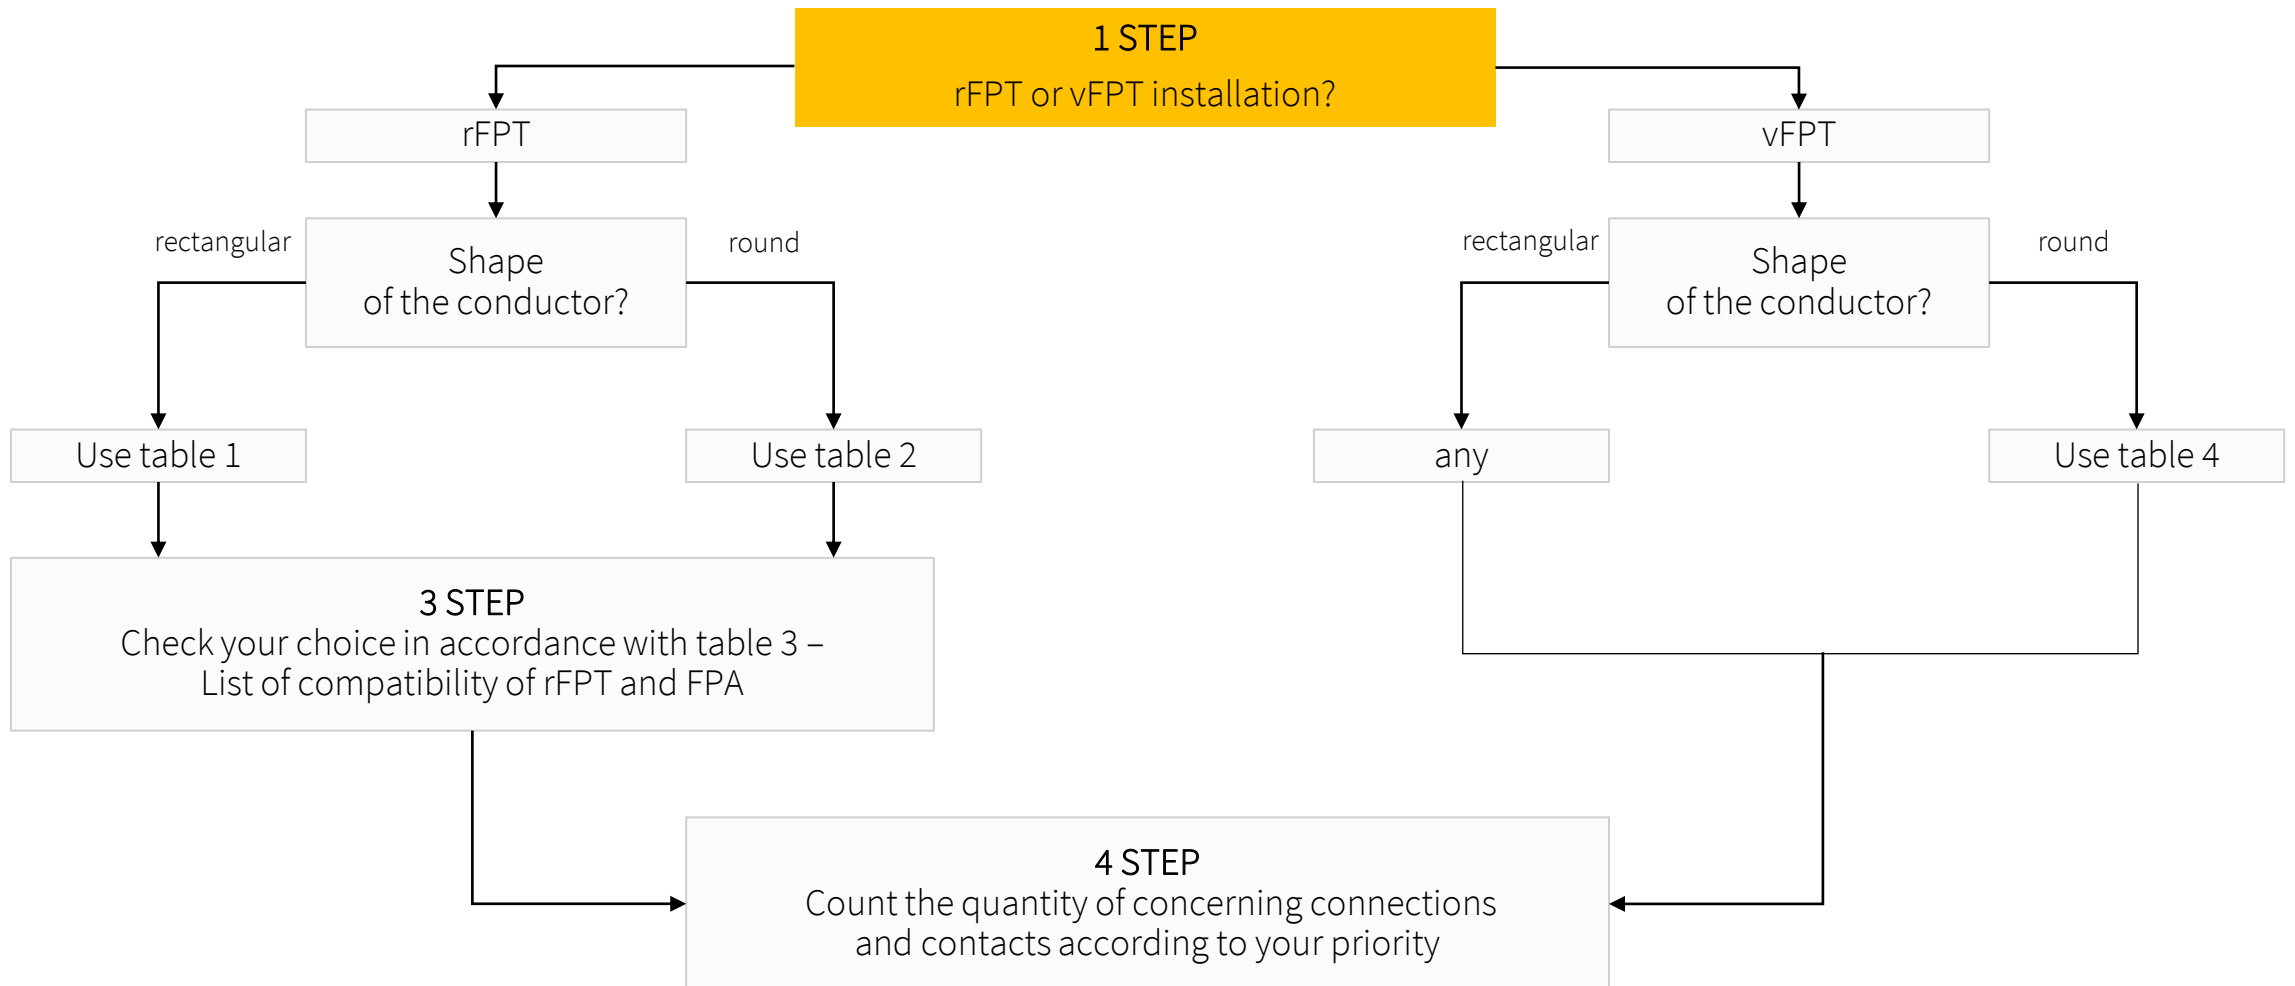 1 STEP
rFPT or vFPT installation?
rFPT
vFPT
rectangular
Shape
of the conductor?
round
rectangular
Shape
of the conductor?
round
Use table 1
Use table 2
any
Use table 4
3 STEP
Check your choice in accordance with table 3 –
List of compatibility of rFPT and FPA
4 STEP
Count the quantity of concerning connections
and contacts according to your priority